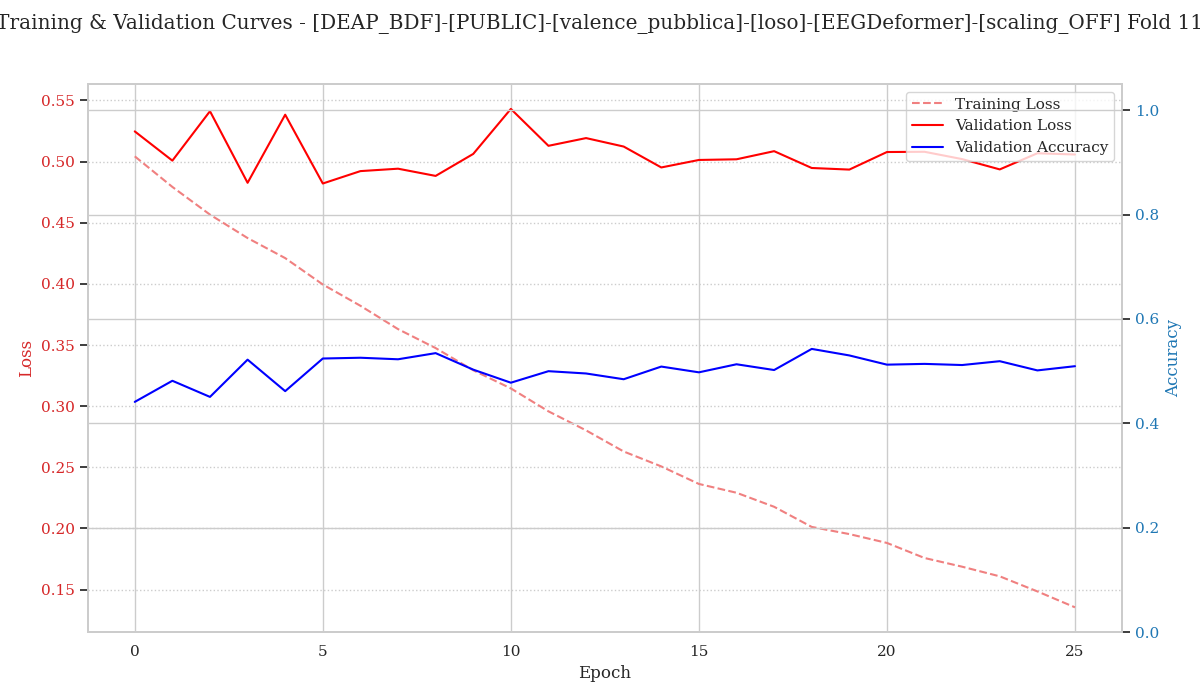 Training & Validation Curves - [DEAP_BDF]-[PUBLIC]-[valence_pubblica]-[loso]-[EEGDeformer]-[scaling_OFF] Fold 11
Training Loss
Validation Loss
Validation Accuracy
Loss
0.55
0.50
0.45
0.40
0.35
0.30
0.25
0.20
0.15
1.0
0.8
0.6
0.4
0.2
0.0
Accuracy
0 5 10 15 20 25
Epoch